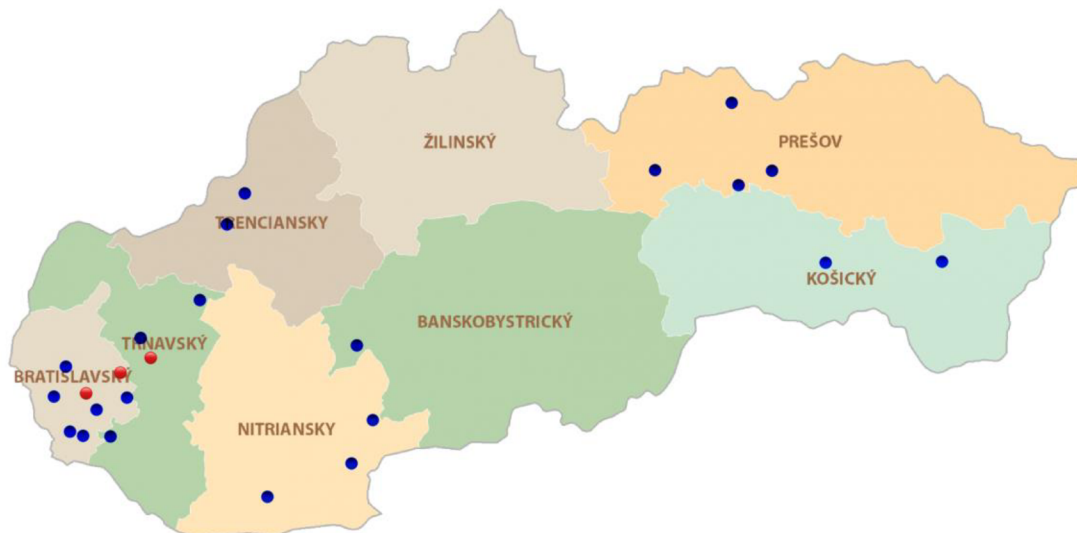 ŽILINSKÝ
PREŠOV
TRENCIANSKY
KOŠICKÝ
BANSKOBYSTRICKÝ
TRNAVSKÝ
BRATISLAVSKÝ
NITRIANSKY